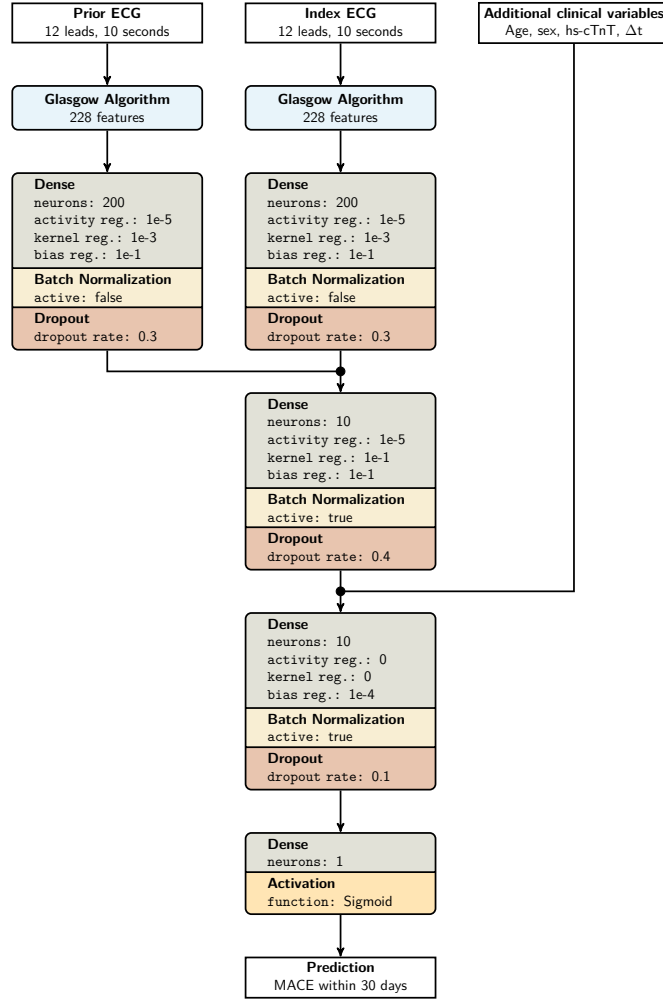 Prior ECG
12 leads, 10 seconds
Index ECG
12 leads, 10 seconds
Additional clinical variables
Age, sex, hs-cTnT, Δt
Glasgow Algorithm
228 features
Glasgow Algorithm
228 features
Dense
neurons: 200
activity reg.: 1e-5
kernel reg.: 1e-3
bias reg.: 1e-1
Batch Normalization
active: false
Dropout
dropout rate: 0.3
Dense
neurons: 200
activity reg.: 1e-5
kernel reg.: 1e-3
bias reg.: 1e-1
Batch Normalization
active: false
Dropout
dropout rate: 0.3
Dense
neurons: 10
activity reg.: 1e-5
kernel reg.: 1e-1
bias reg.: 1e-1
Batch Normalization
active: true
Dropout
dropout rate: 0.4
Dense
neurons: 10
activity reg.: 0
kernel reg.: 0
bias reg.: 1e-4
Batch Normalization
active: true
Dropout
dropout rate: 0.1
Dense
neurons: 1
Activation
function: Sigmoid
Prediction
MACE within 30 days